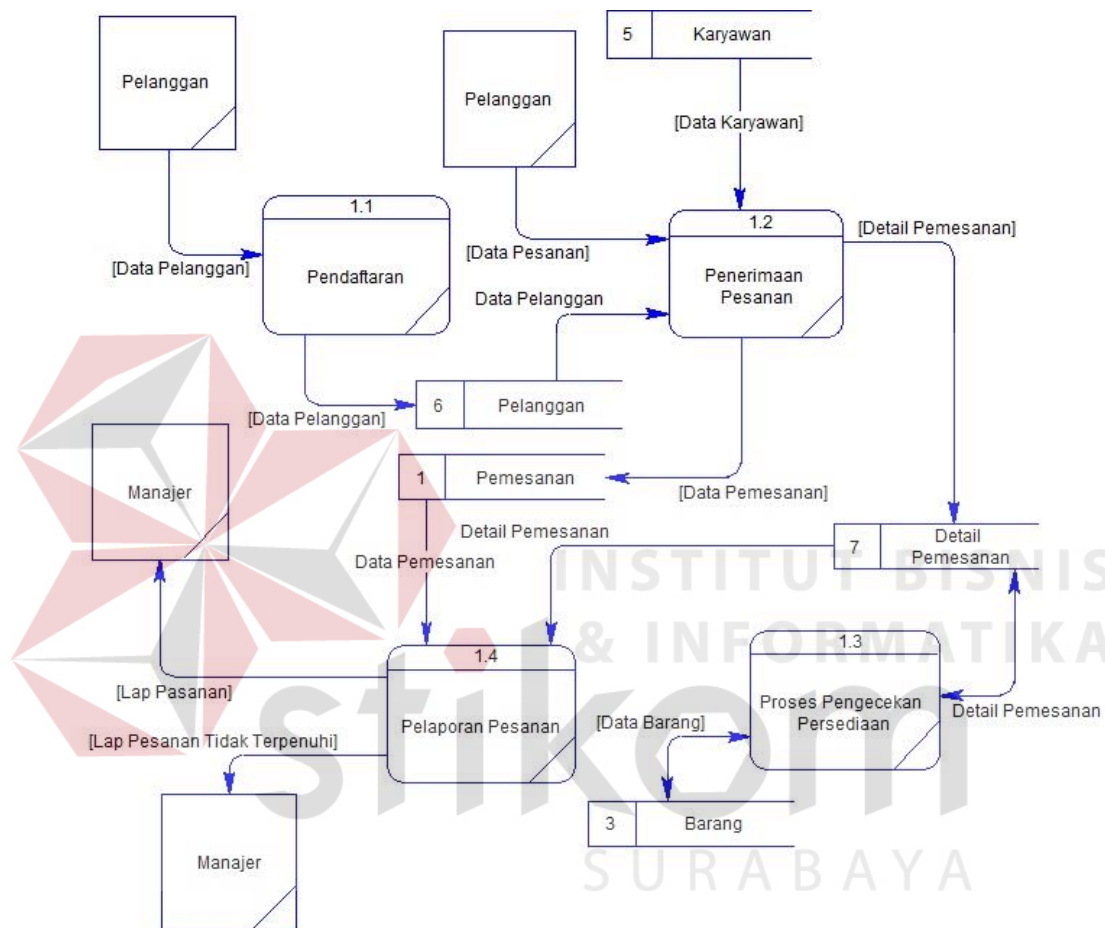 5 Karyawan
Pelanggan
Pelanggan
[Data Karyawan]
1.1
Pendaftaran
[Data Pelanggan]
[Data Pesanan]
1.2
Penerimaan
Pesanan
[Detail Pemesanan]
Data Pelanggan
[Data Pelanggan]
6 Pelanggan
Manajer
1 Pemesanan
[Data Pemesanan]
Detail Pemesanan
Data Pemesanan
7 Detail
Pemesanan
INSTITUT BISNIS
& INFORMATIKA
stikom
SURABAYA
1.4
Pelaporan Pesanan
1.3
Proses Pengecekan
Persediaan
[Lap Pasanan]
[Data Barang]
Detail Pemesanan
[Lap Pesanan Tidak Terpenuhi]
3 Barang
Manajer